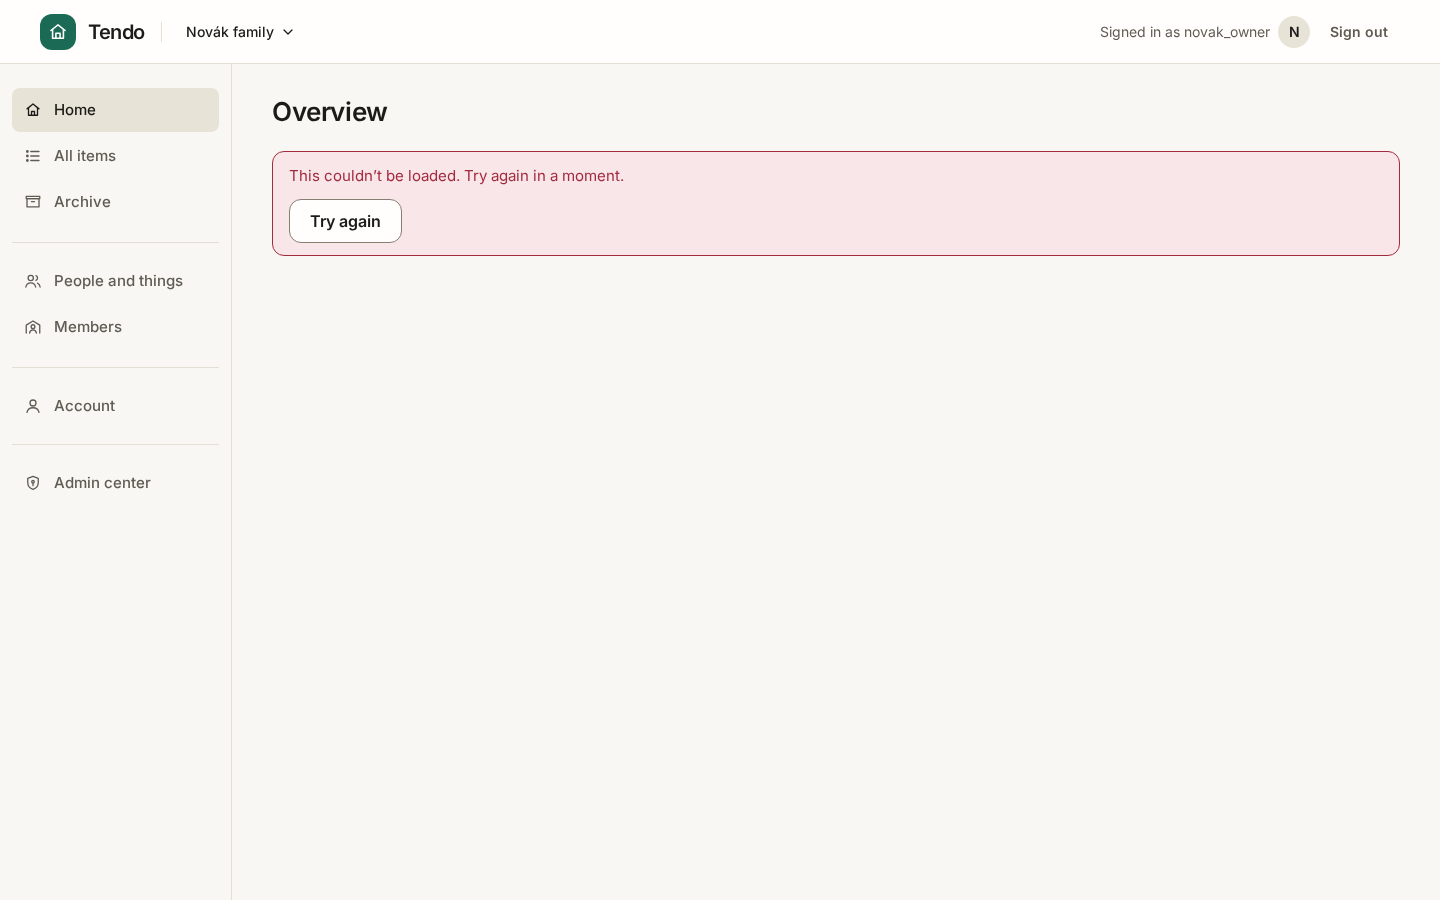 Tendo
Novák family
Signed in as novak_owner
N
Sign out
Home
All items
Archive
People and things
Members
Account
Admin center
Overview
This couldn’t be loaded. Try again in a moment.
Try again